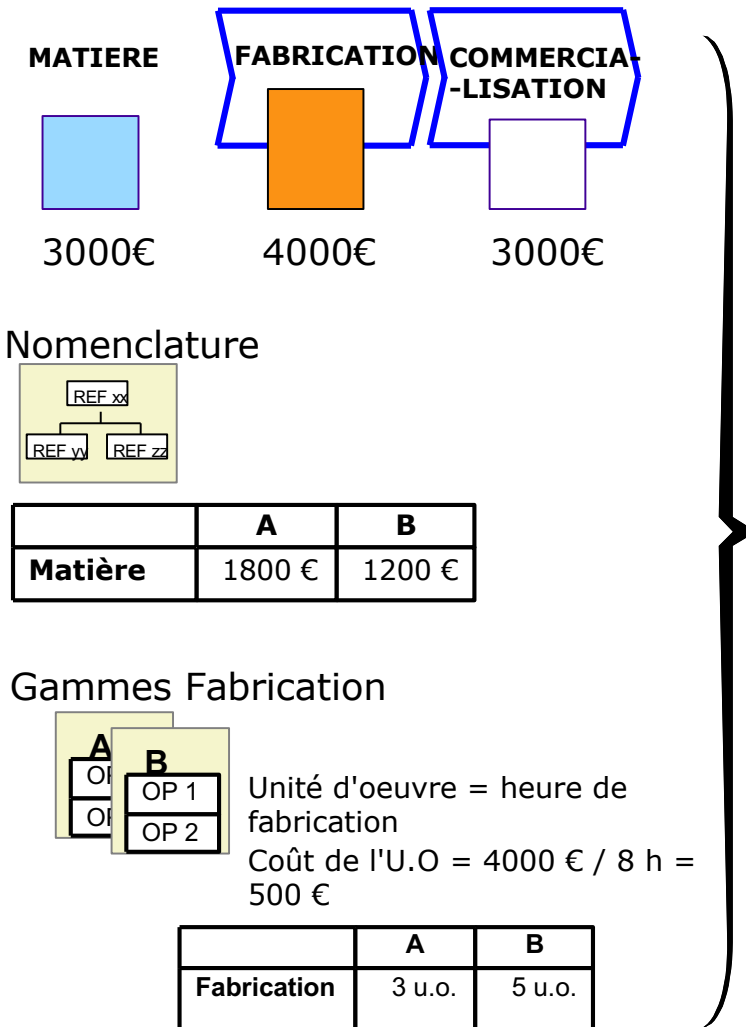 MATIERE
FABRICATION
COMMERCIA-
-LISATION
3000€
4000€
3000€
Nomenclature
REF xx
REF yy
REF zz
A
B
Matière
1800 €
1200 €
Gammes Fabrication
A
B
OP 1
OP 2
Unité d'oeuvre = heure de
fabrication
Coût de l'U.O = 4000 € / 8 h =
500 €
A
B
Fabrication
3 u.o.
5 u.o.